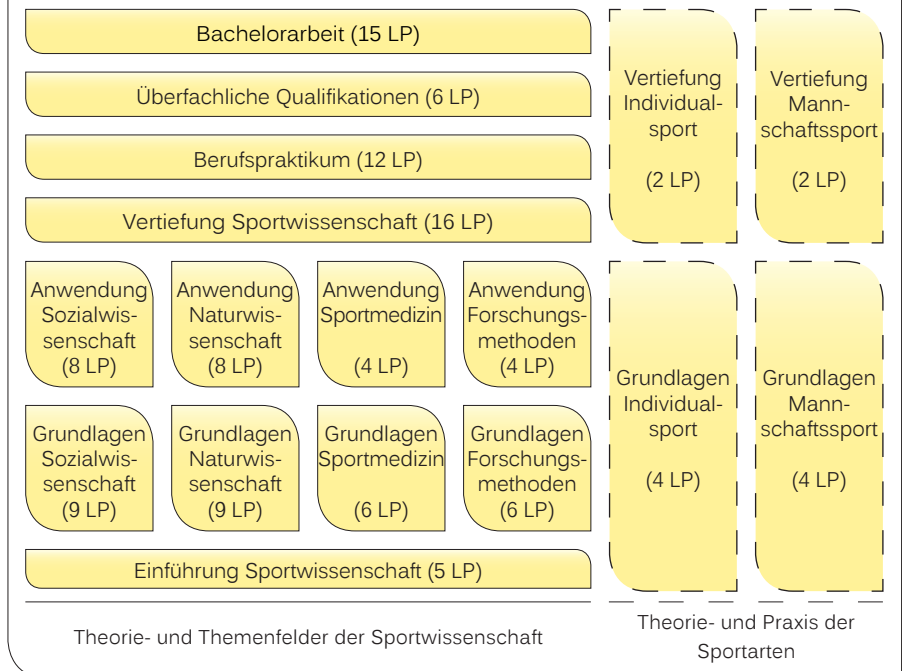 Bachelorarbeit (15 LP)
Überfachliche Qualifikationen (6 LP)
Berufspraktikum (12 LP)
Vertiefung Sportwissenschaft (16 LP)
Anwendung
Sozialwis-
senschaft
(8 LP)
Anwendung
Naturwis-
senschaft
(8 LP)
Anwendung
Sportmedizin
(4 LP)
Anwendung
Forschungs-
methoden
(4 LP)
Grundlagen
Sozialwis-
senschaft
(9 LP)
Grundlagen
Naturwis-
senschaft
(9 LP)
Grundlagen
Sportmedizin
(6 LP)
Grundlagen
Forschungs-
methoden
(6 LP)
Einführung Sportwissenschaft (5 LP)
Theorie- und Themenfelder der Sportwissenschaft
Vertiefung
Individual-
sport
(2 LP)
Vertiefung
Mann-
schaftssport
(2 LP)
Grundlagen
Individual-
sport
(4 LP)
Grundlagen
Mann-
schaftssport
(4 LP)
Theorie- und Praxis der
Sportarten